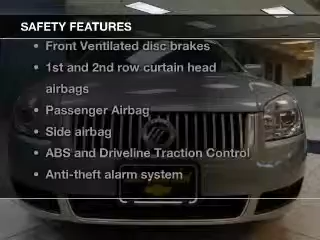 SAFETY FEATURES
• Front Ventilated disc brakes
• 1st and 2nd row curtain head
airbags
• Passenger Airbag
• Side airbag
• ABS and Driveline Traction Control
• Anti-theft alarm system